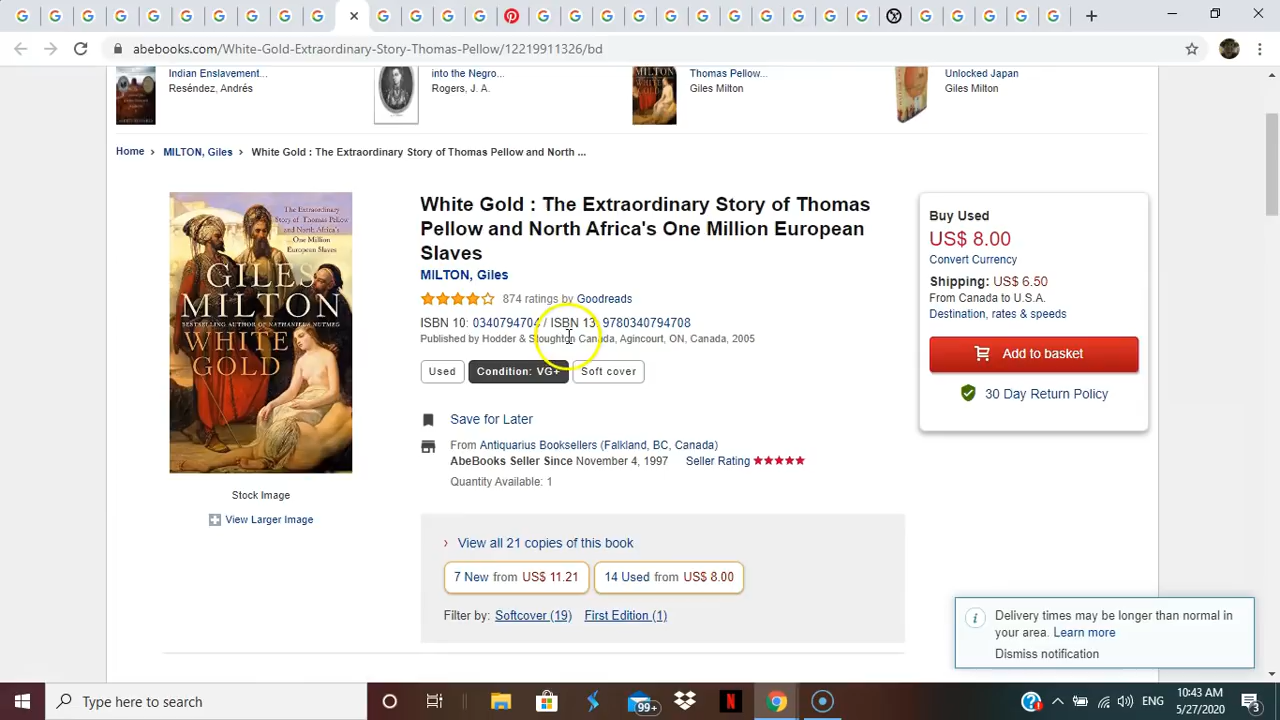 abebooks.com/White-Gold-Extraordinary-Story-Thomas-Pellow/12219911326/bd
Indian Enslavement...
Reséndez, Andrés
into the Negro...
Rogers, J. A.
Thomas Pellow...
Giles Milton
Unlocked Japan
Giles Milton
Home > MILTON, Giles > White Gold : The Extraordinary Story of Thomas Pellow and North ...
The Extraordinary
Story of Thomas Pellow
and North Africa's
One Million
European Slaves
GILES
MILTON
BESTSELLING AUTHOR OF NATHANIEL'S NUTMEG
WHITE
GOLD
Stock Image
View Larger Image
White Gold : The Extraordinary Story of Thomas
Pellow and North Africa's One Million European
Slaves
MILTON, Giles
874 ratings by Goodreads
ISBN 10: 0340794704 / ISBN 13: 9780340794708
Published by Hodder & Stoughton Canada, Agincourt, ON, Canada, 2005
Used Condition: VG+ Soft cover
Save for Later
From Antiquarius Booksellers (Falkland, BC, Canada)
AbeBooks Seller Since November 4, 1997 Seller Rating
Quantity Available: 1
› View all 21 copies of this book
7 New from US$ 11.21 14 Used from US$ 8.00
Filter by: Softcover (19) First Edition (1)
Buy Used
US$ 8.00
Convert Currency
Shipping: US$ 6.50
From Canada to U.S.A.
Destination, rates & speeds
Add to basket
30 Day Return Policy
Delivery times may be longer than normal in
your area. Learn more
Dismiss notification
Type here to search
99+
ENG
10:43 AM
5/27/2020
3